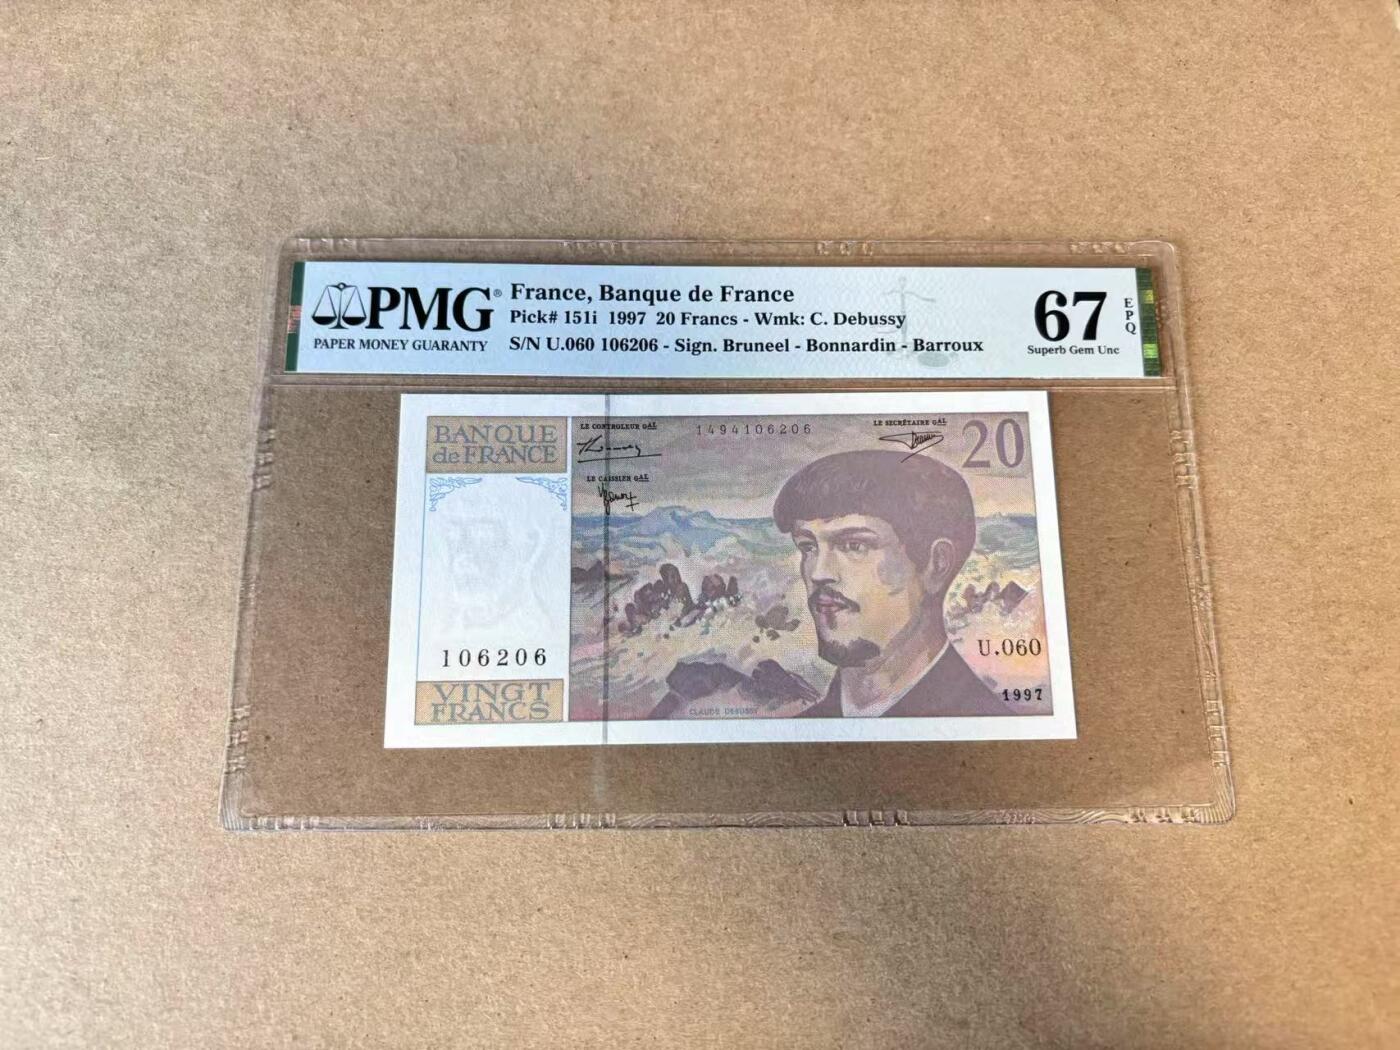 PMG®
PAPER MONEY GUARANTY
France, Banque de France
Pick# 151i 1997 20 Francs - Wmk: C. Debussy
S/N U.060 106206 - Sign. Bruneel - Bonnardin - Barroux
67
EPQ
Superb Gem Unc
BANQUE
de FRANCE
LE CONTROLEUR GAL
1494106206
LE SECRÉTAIRE GAL
20
LE CAISSIER GAL
106206
U.060
1997
VINGT
FRANCS
CLAUDE DEBUSSY